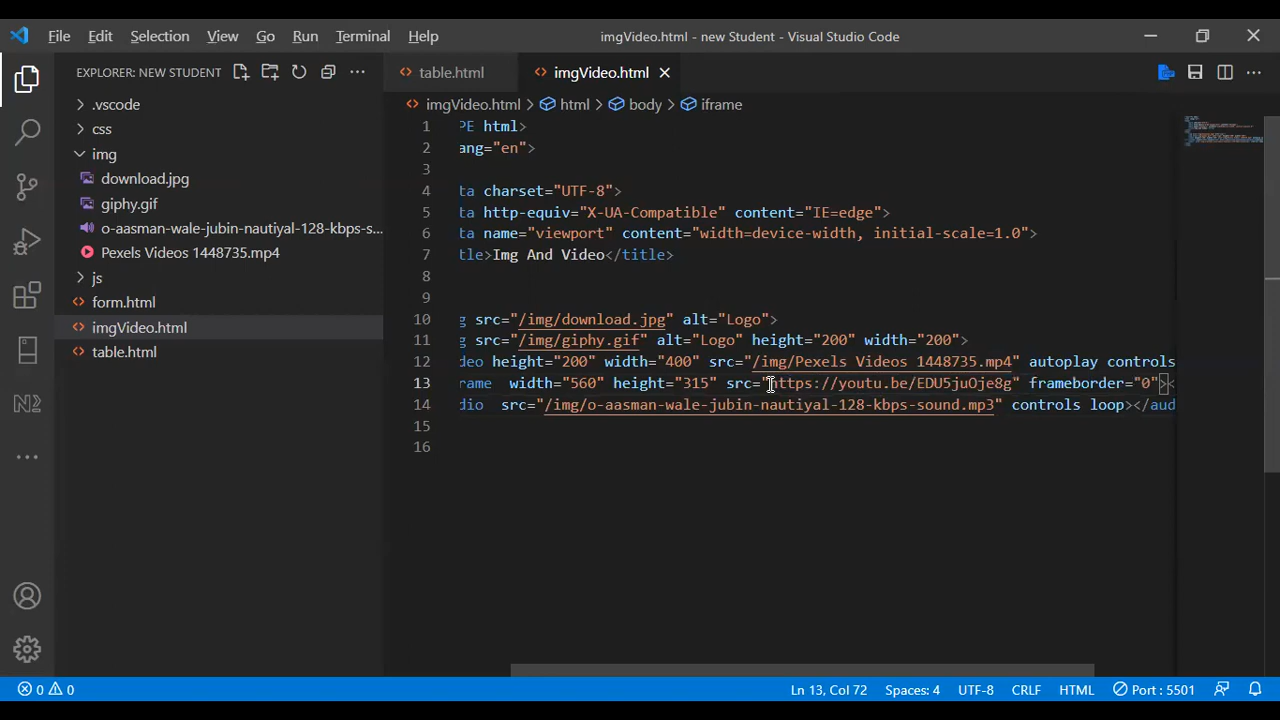 File Edit Selection View Go Run Terminal Help imgVideo.html - new Student - Visual Studio Code
EXPLORER: NEW STUDENT
.vscode
css
img
download.jpg
giphy.gif
o-aasman-wale-jubin-nautiyal-128-kbps-s...
Pexels Videos 1448735.mp4
js
form.html
imgVideo.html
table.html
table.html imgVideo.html
imgVideo.html > html > body > iframe
1 PE html>
2 ang="en">
3
4 ta charset="UTF-8">
5 ta http-equiv="X-UA-Compatible" content="IE=edge">
6 ta name="viewport" content="width=device-width, initial-scale=1.0">
7 tle>Img And Video</title>
8
9
10 g src="/img/download.jpg" alt="Logo">
11 g src="/img/giphy.gif" alt="Logo" height="200" width="200">
12 deo height="200" width="400" src="/img/Pexels Videos 1448735.mp4" autoplay controls
13 rame width="560" height="315" src="https://youtu.be/EDU5juOje8g" frameborder="0"><
14 dio src="/img/o-aasman-wale-jubin-nautiyal-128-kbps-sound.mp3" controls loop></aud
15
16
0 0 Ln 13, Col 72 Spaces: 4 UTF-8 CRLF HTML Port : 5501